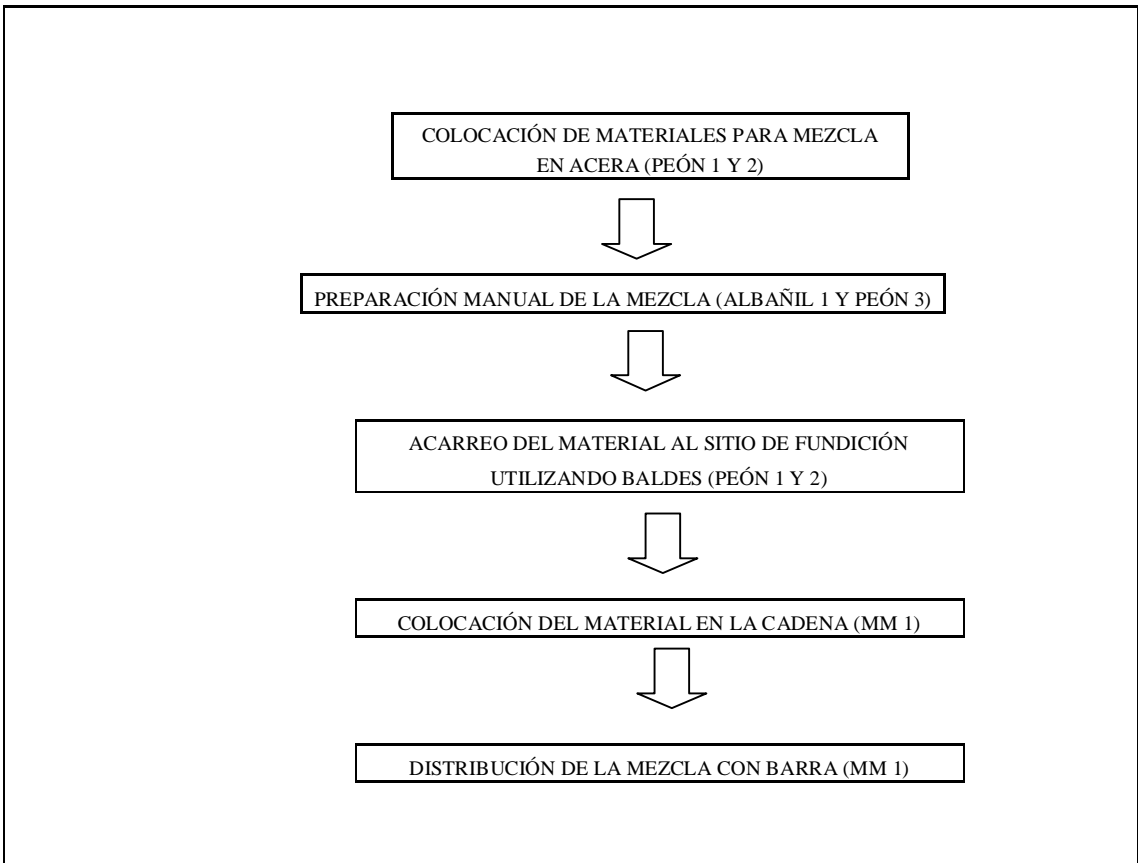 COLOCACIÓN DE MATERIALES PARA MEZCLA
EN ACERA (PEÓN 1 Y 2)
PREPARACIÓN MANUAL DE LA MEZCLA (ALBAÑIL 1 Y PEÓN 3)
ACARREO DEL MATERIAL AL SITIO DE FUNDICIÓN
UTILIZANDO BALDES (PEÓN 1 Y 2)
COLOCACIÓN DEL MATERIAL EN LA CADENA (MM 1)
DISTRIBUCIÓN DE LA MEZCLA CON BARRA (MM 1)